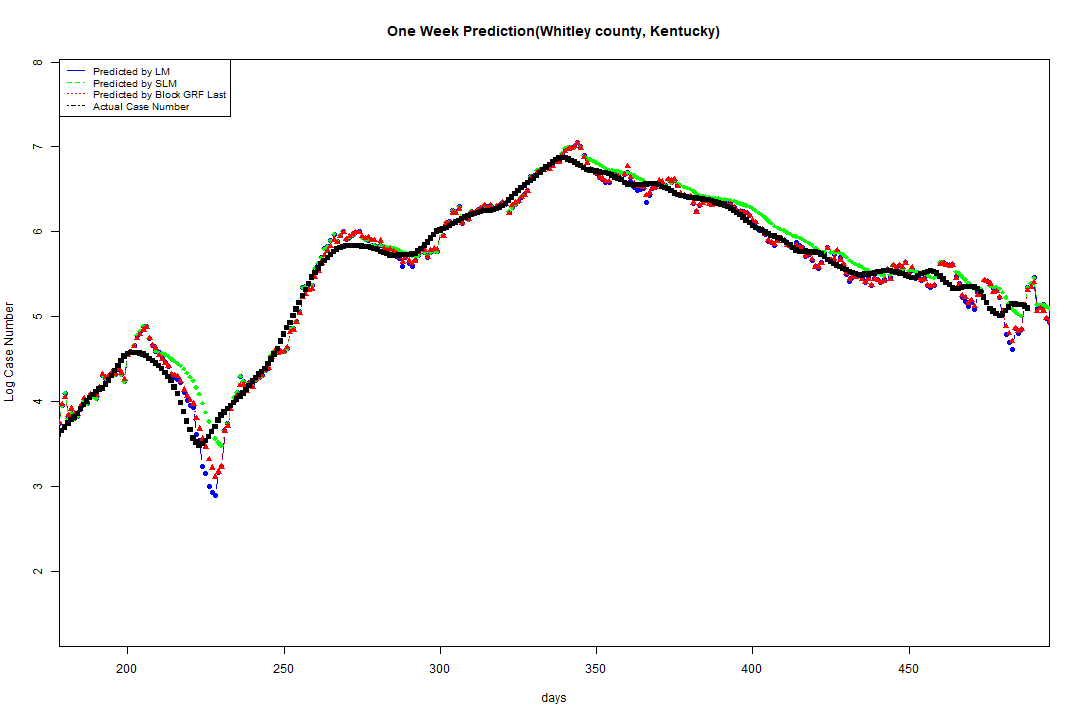 One Week Prediction(Whitley county, Kentucky)
Predicted by LM
Predicted by SLM
Predicted by Block GRF Last
Actual Case Number
Log Case Number
8
7
6
5
4
3
2
200 250 300 350 400 450
days